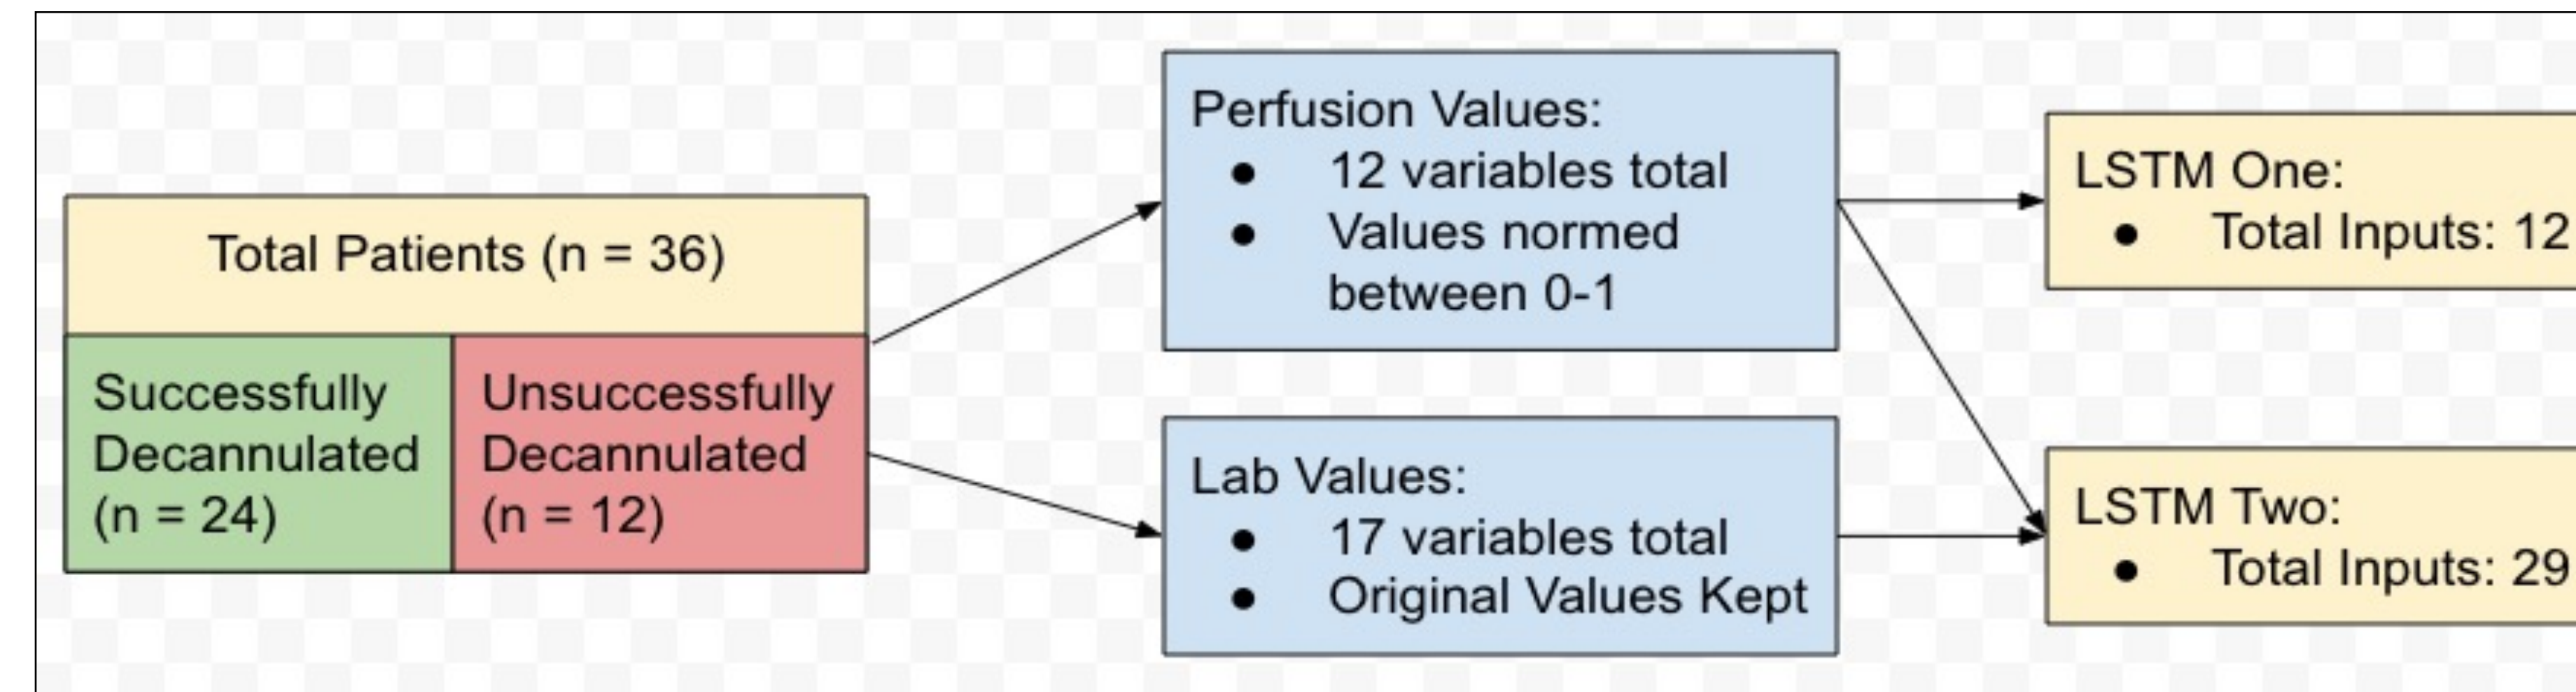 Total Patients (n = 36)
Successfully
Decannulated
(n = 24)
Unsuccessfully
Decannulated
(n = 12)
Perfusion Values:
● 12 variables total
● Values normed
between 0-1
Lab Values:
● 17 variables total
● Original Values Kept
LSTM One:
● Total Inputs: 12
LSTM Two:
● Total Inputs: 29